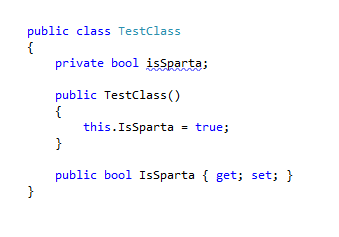 public class TestClass
{
    private bool isSparta;

    public TestClass()
    {
        this.IsSparta = true;
    }

    public bool IsSparta { get; set; }
}